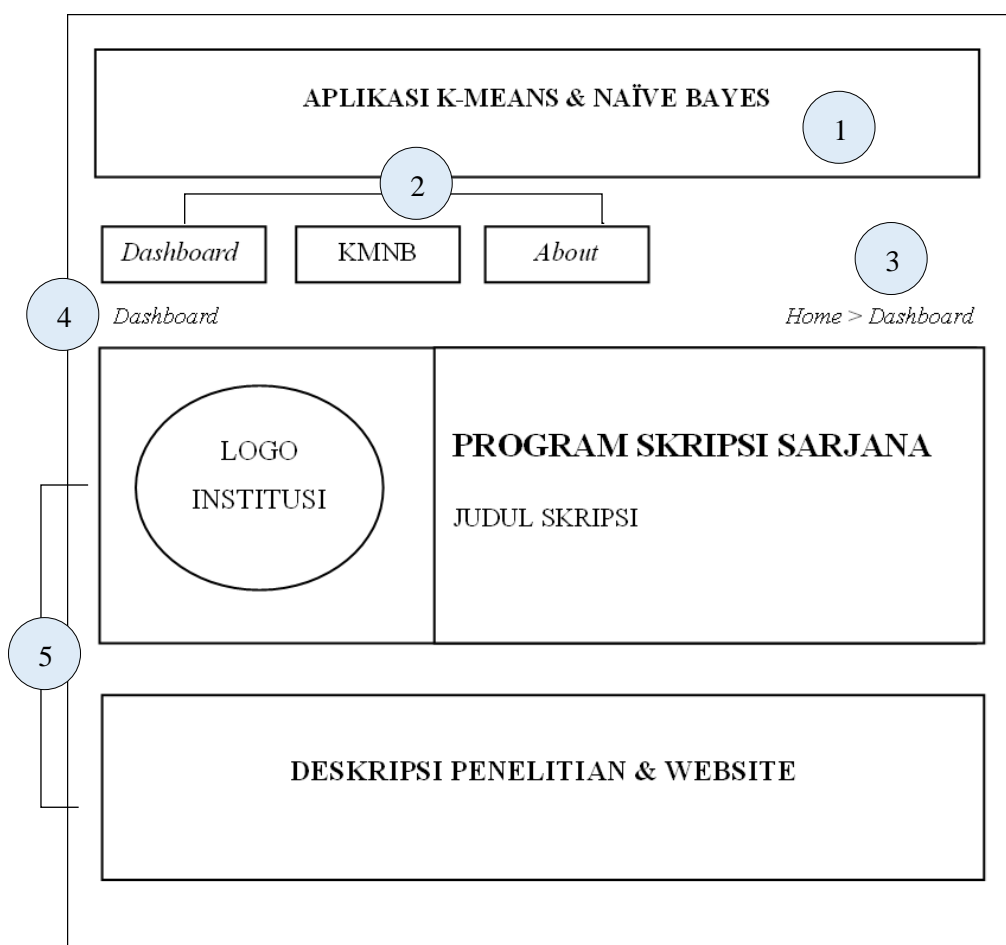 APLIKASI K-MEANS & NAÏVE BAYES
1
2
Dashboard
KMNB
About
3
4
Dashboard
Home > Dashboard
LOGO
INSTITUSI
PROGRAM SKRIPSI SARJANA
JUDUL SKRIPSI
5
DESKRIPSI PENELITIAN & WEBSITE